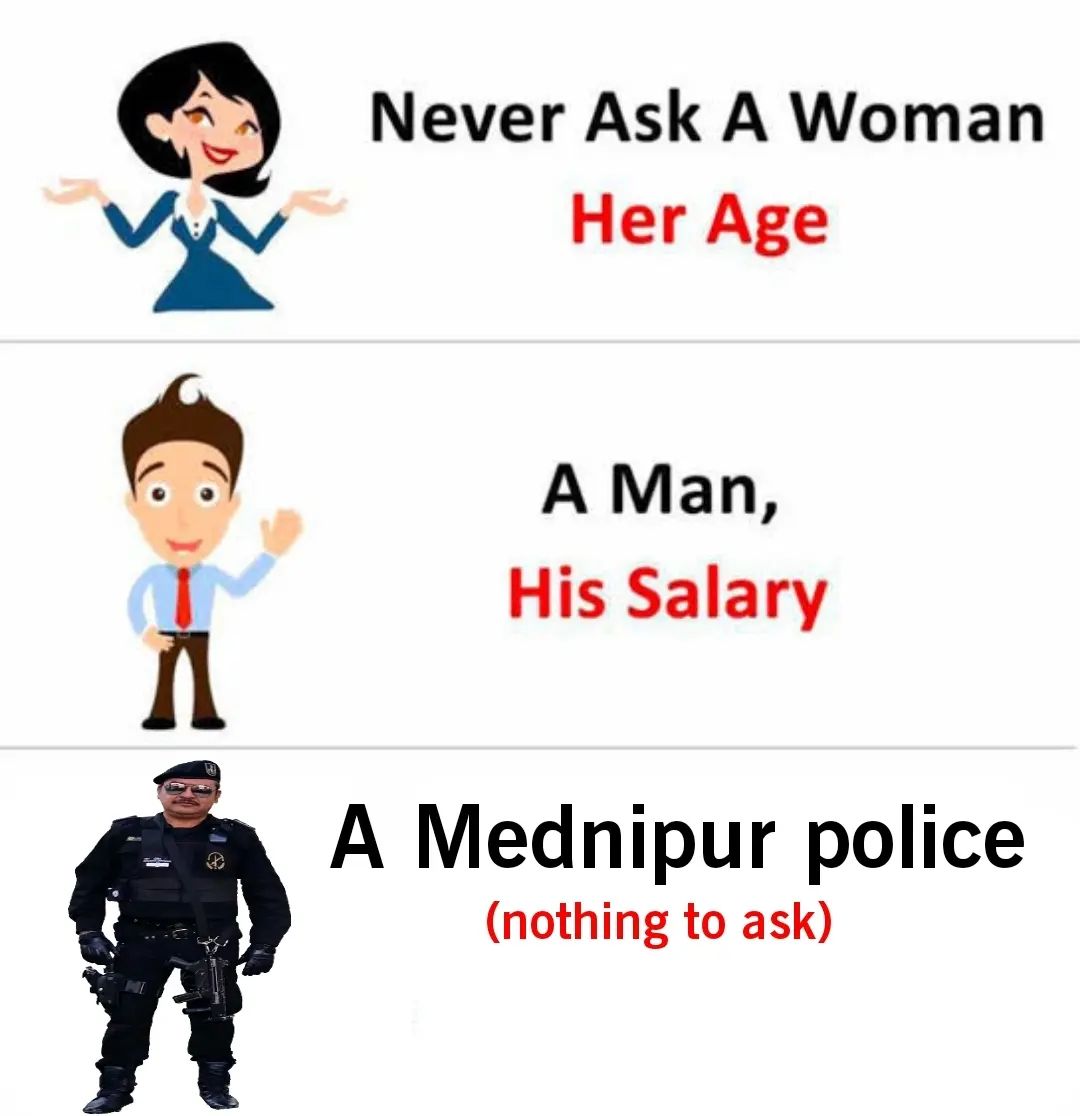 Never Ask A Woman
Her Age
A Man,
His Salary
A Mednipur police
(nothing to ask)